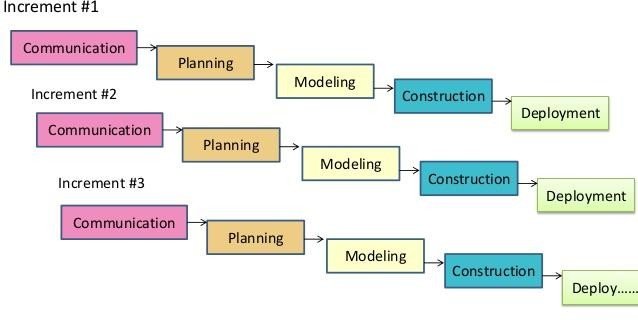 Increment #1
Communication
Planning
Modeling
Construction
Deployment
Increment #2
Communication
Planning
Modeling
Construction
Deployment
Increment #3
Communication
Planning
Modeling
Construction
Deploy......